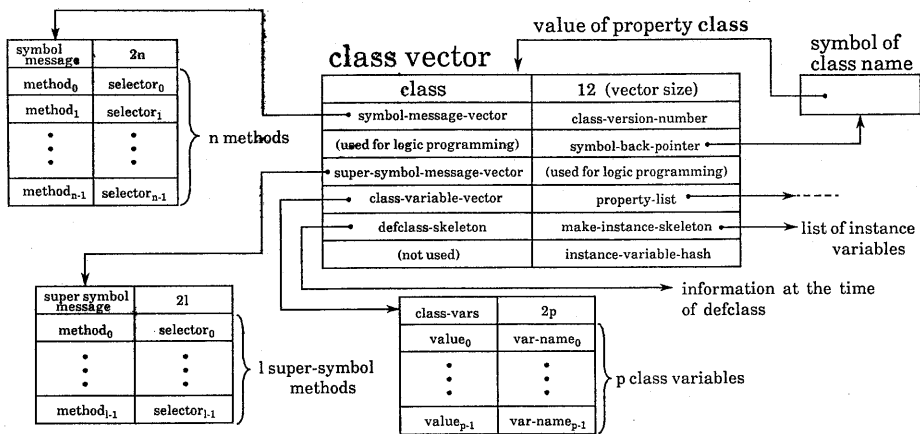 value of property class
symbol of
class name
symbol
message
2n
method0
selector0
method1
selector1
methodn-1
selectorn-1
n methods
class vector
class
12 (vector size)
symbol-message-vector
class-version-number
(used for logic programming)
symbol-back-pointer
super-symbol-message-vector
(used for logic programming)
class-variable-vector
property-list
defclass-skeleton
make-instance-skeleton
(not used)
instance-variable-hash
list of instance
variables
information at the time
of defclass
super symbol
message
2l
method0
selector0
methodl-1
selectorl-1
l super-symbol
methods
class-vars
2p
value0
var-name0
valuep-1
var-namep-1
p class variables